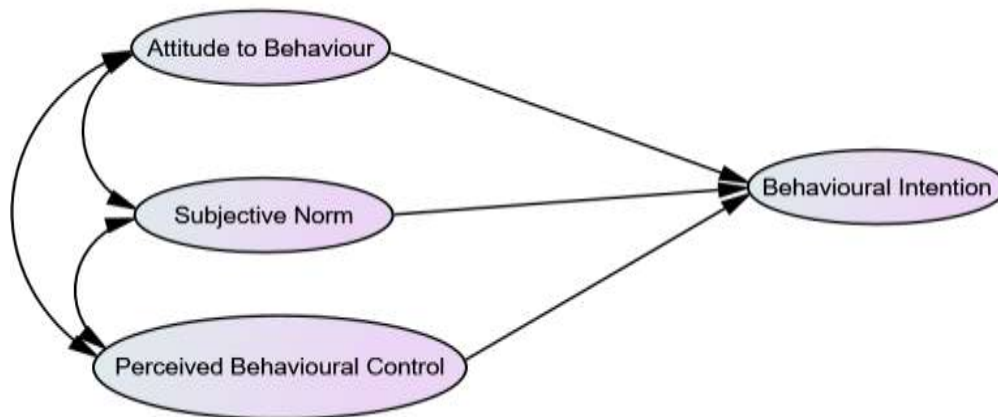 Attitude to Behaviour
Subjective Norm
Behavioural Intention
Perceived Behavioural Control